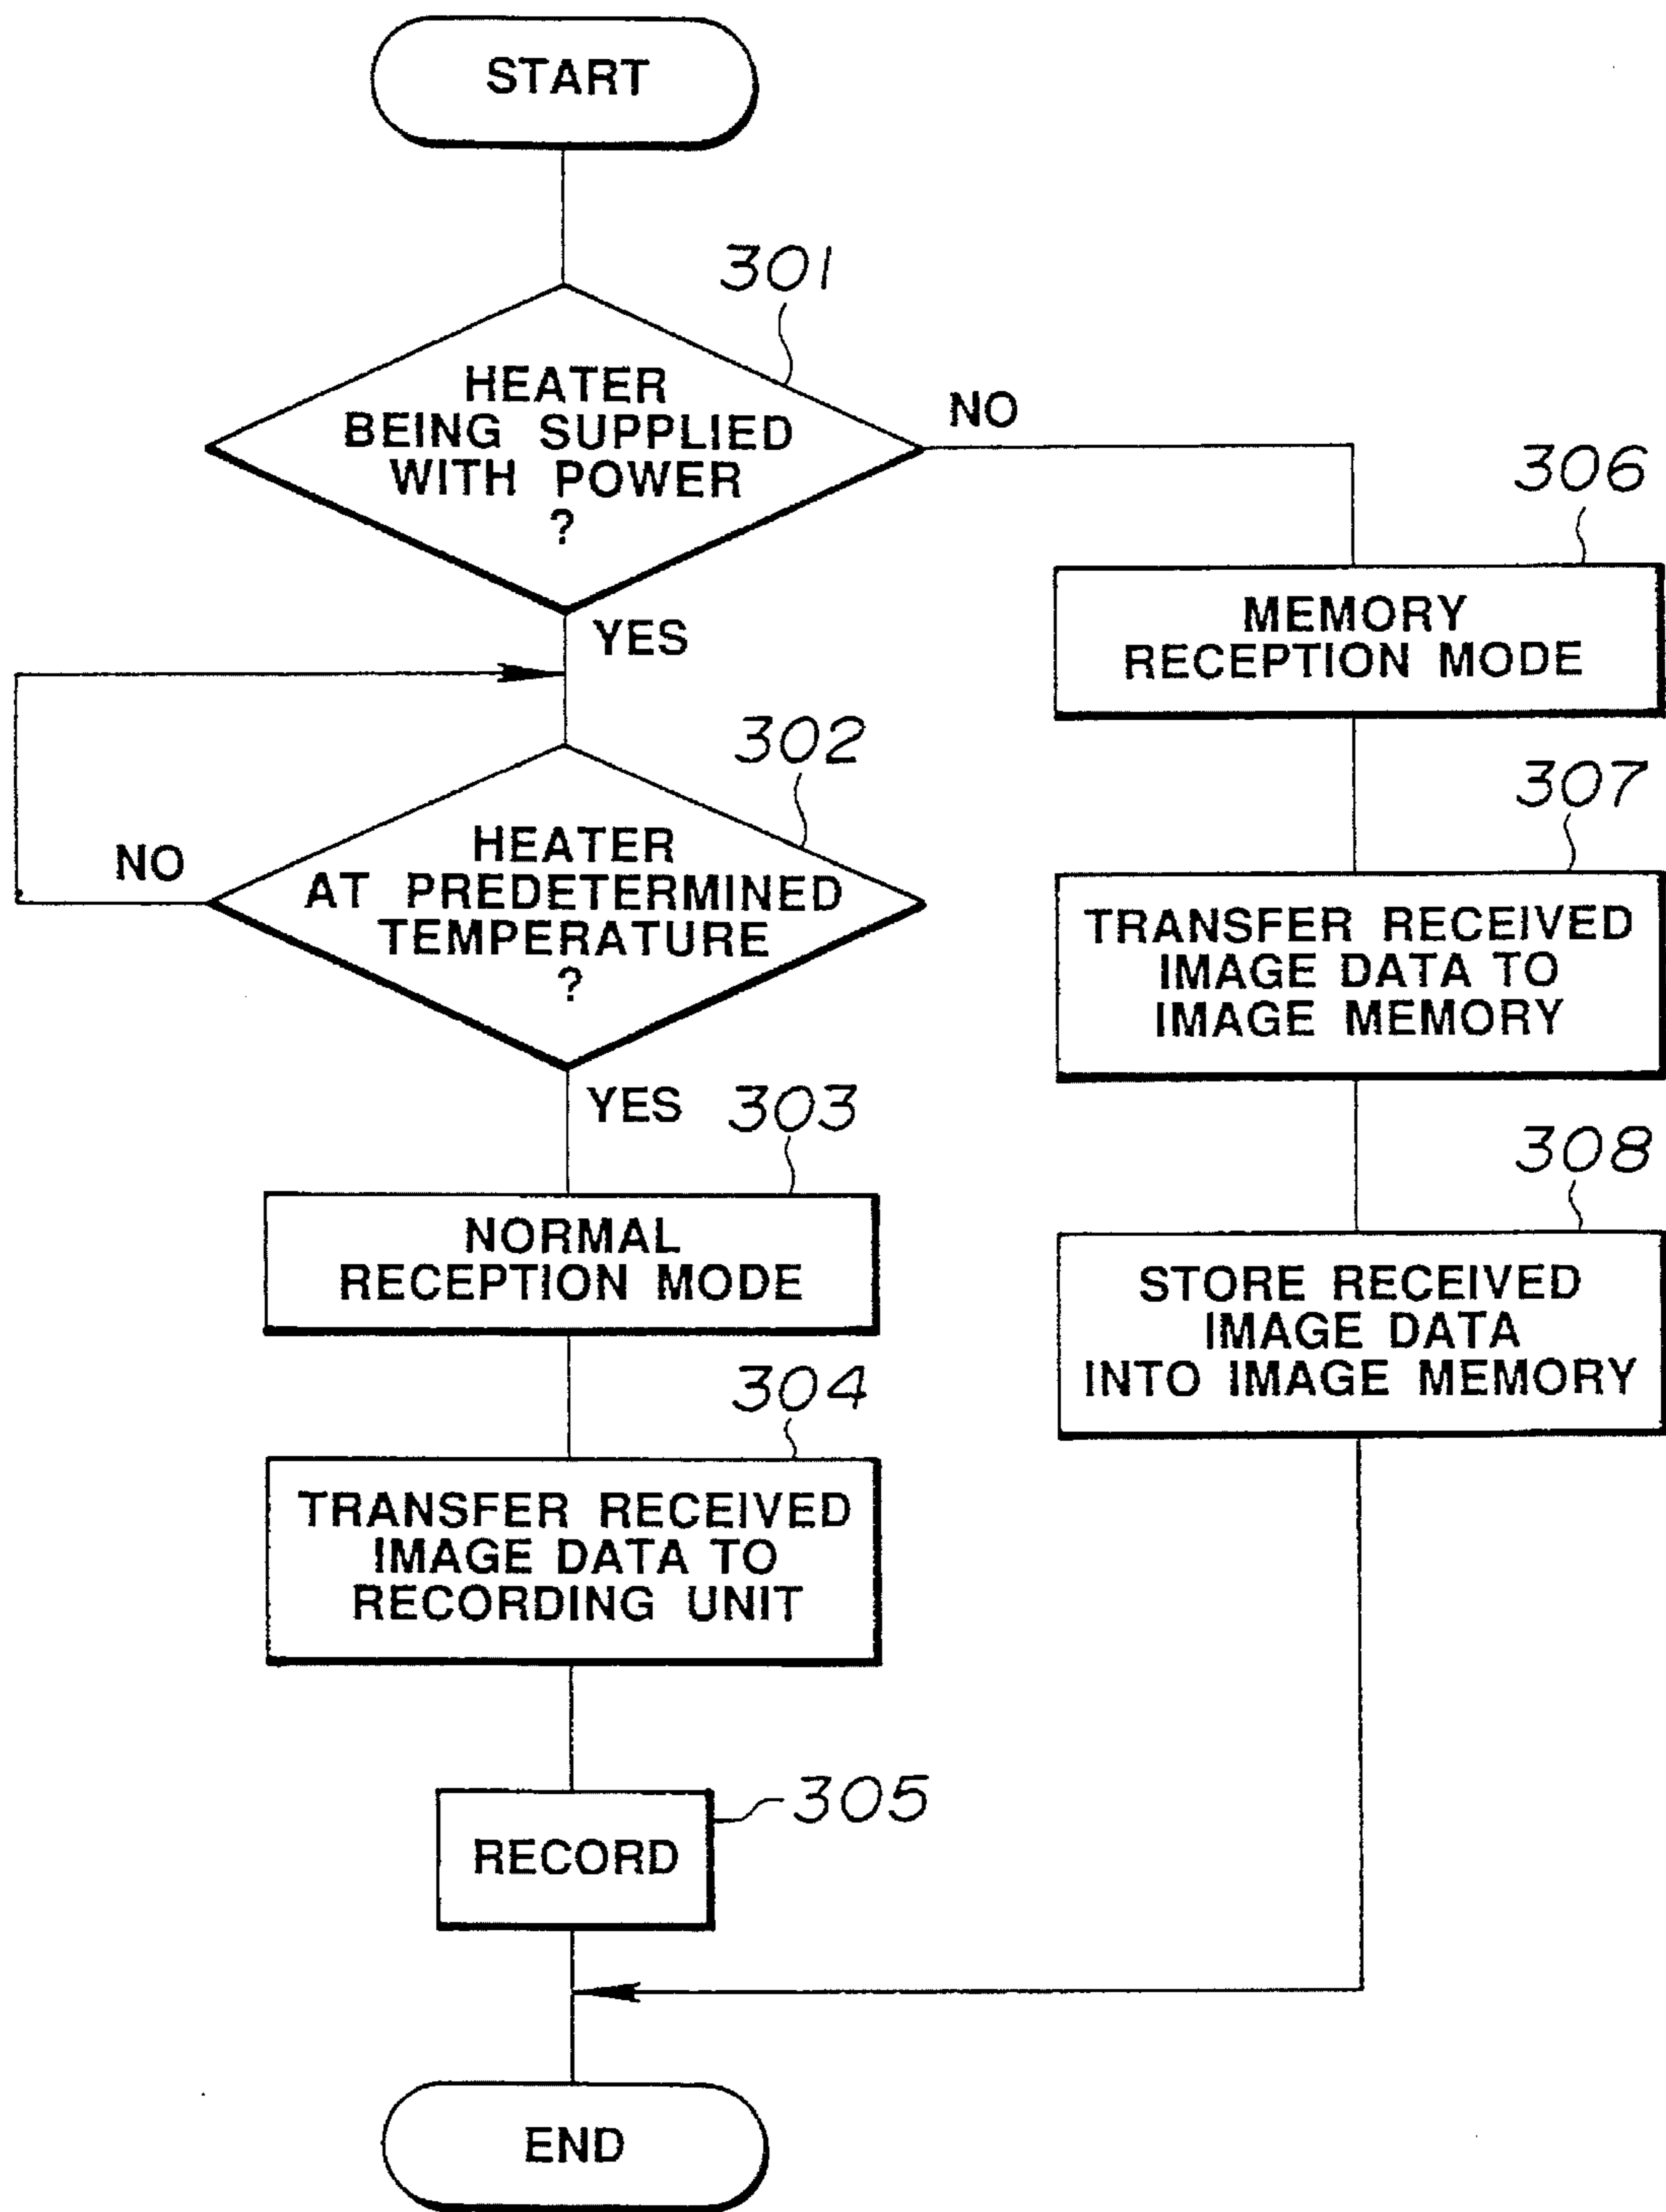 START
301
HEATER
BEING SUPPLIED
WITH POWER
?
NO
YES
302
HEATER
AT PREDETERMINED
TEMPERATURE
?
NO
YES
303
NORMAL
RECEPTION MODE
304
TRANSFER RECEIVED
IMAGE DATA TO
RECORDING UNIT
305
RECORD
306
MEMORY
RECEPTION MODE
307
TRANSFER RECEIVED
IMAGE DATA TO
IMAGE MEMORY
308
STORE RECEIVED
IMAGE DATA
INTO IMAGE MEMORY
END